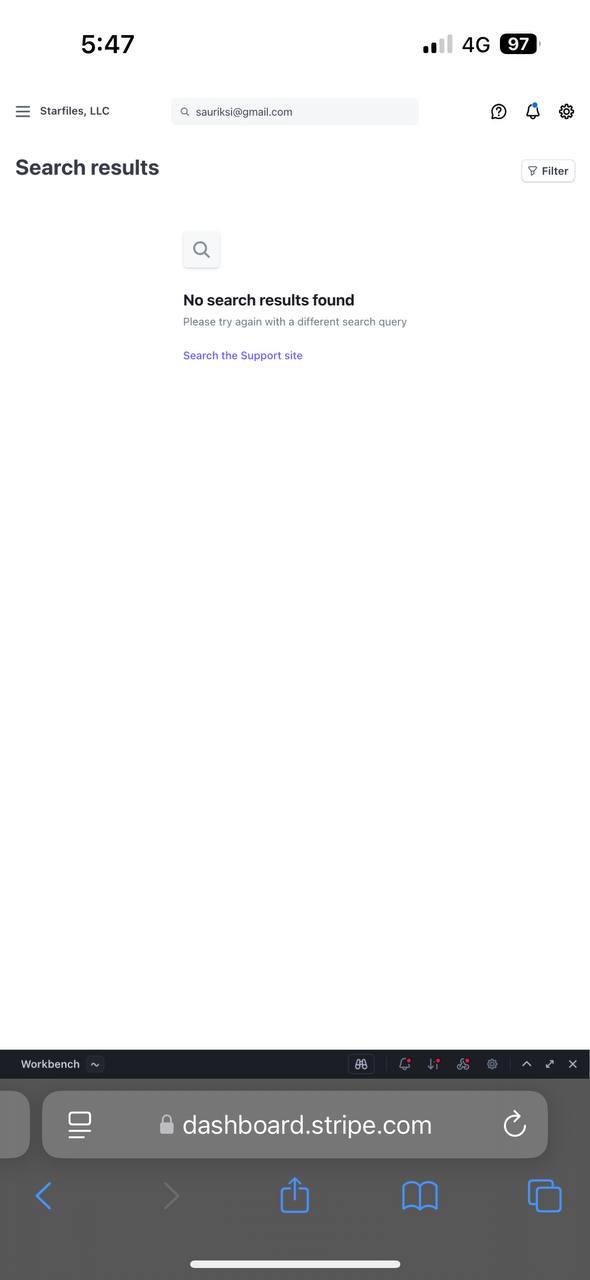 5:47
4G 97
Starfiles, LLC
sauriksi@gmail.com
Search results
Filter
No search results found
Please try again with a different search query
Search the Support site
Workbench
dashboard.stripe.com